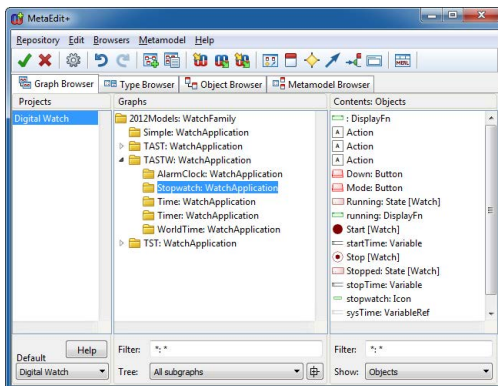 MetaEdit+
Repository Edit Browsers Metamodel Help
Graph Browser Type Browser Object Browser Metamodel Browser
Projects
Digital Watch
Graphs
2012Models: WatchFamily
Simple: WatchApplication
TAST: WatchApplication
TASTW: WatchApplication
AlarmClock: WatchApplication
Stopwatch: WatchApplication
Time: WatchApplication
Timer: WatchApplication
WorldTime: WatchApplication
TST: WatchApplication
Contents: Objects
: DisplayFn
A Action
A Action
A Action
Down: Button
Mode: Button
Running: State [Watch]
running: DisplayFn
Start [Watch]
startTime: Variable
Stop [Watch]
Stopped: State [Watch]
stopTime: Variable
stopwatch: Icon
sysTime: VariableRef
Default
Help
Digital Watch
Filter: *: *
Tree: All subgraphs
Filter: *: *
Show: Objects